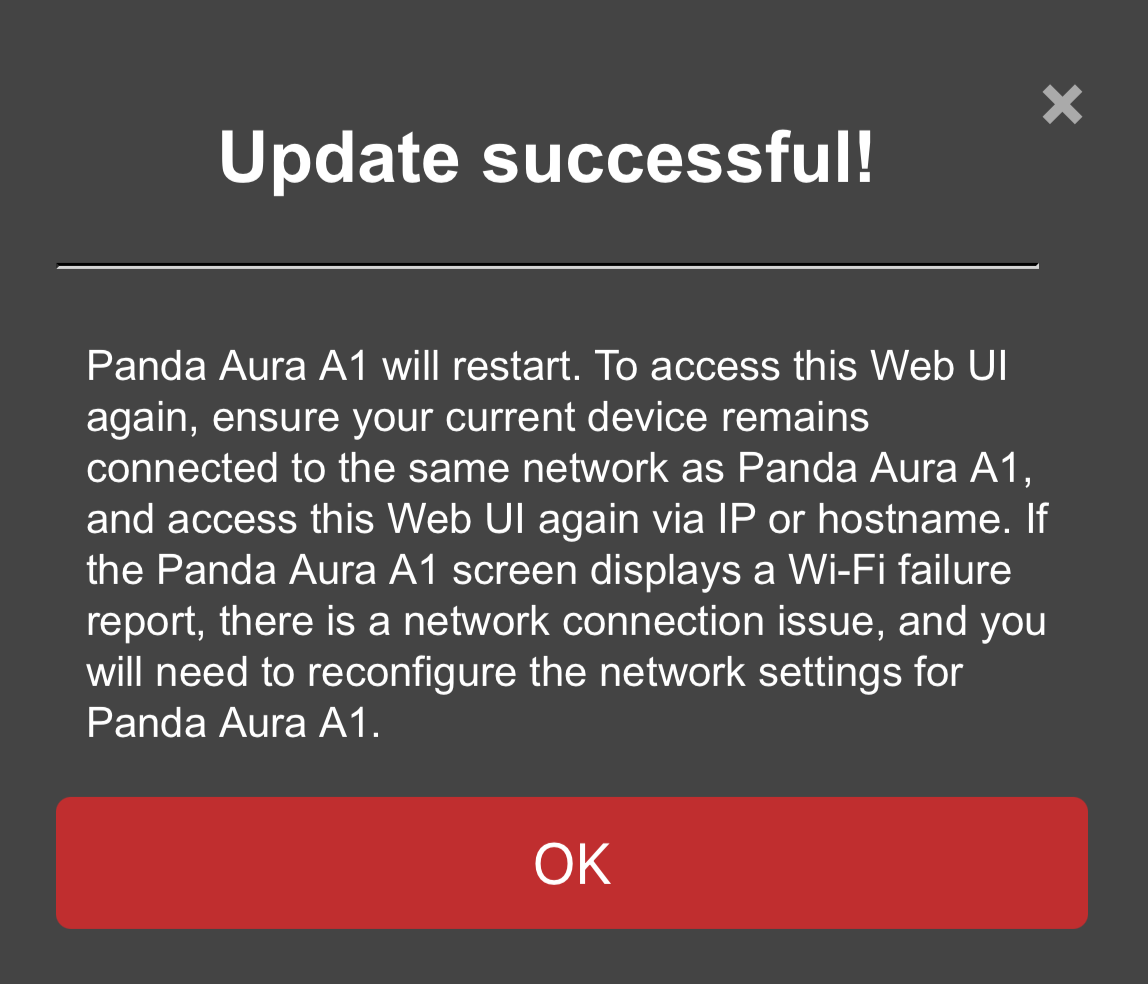 Update successful!
Panda Aura A1 will restart. To access this Web UI
again, ensure your current device remains
connected to the same network as Panda Aura A1,
and access this Web UI again via IP or hostname. If
the Panda Aura A1 screen displays a Wi-Fi failure
report, there is a network connection issue, and you
will need to reconfigure the network settings for
Panda Aura A1.
OK